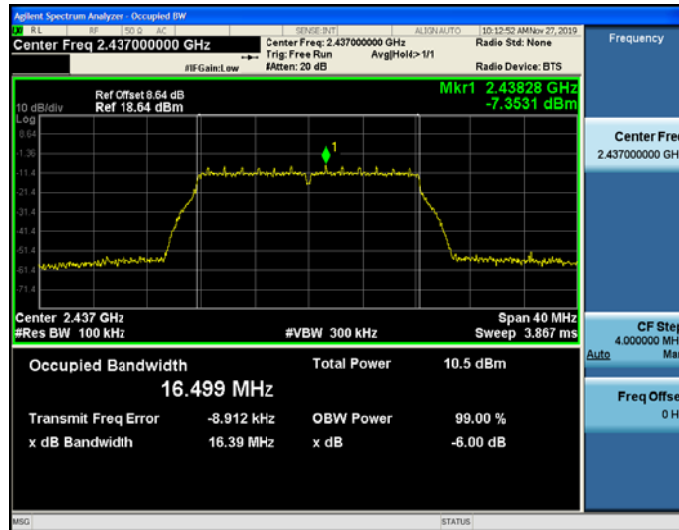 Agilent Spectrum Analyzer - Occupied BW
RL RF 50 Ω AC SENSE:INT ALIGN AUTO 10:12:52 AM Nov 27, 2019
Center Freq 2.437000000 GHz
Center Freq: 2.437000000 GHz
Radio Std: None
Trig: Free Run Avg|Hold:> 1/1
#IFGain:Low #Atten: 20 dB Radio Device: BTS
Frequency
Ref Offset 8.64 dB
Mkr1 2.43828 GHz
10 dB/div Ref 18.64 dBm -7.3531 dBm
Log
8.64
-1.36
-11.4
-21.4
-31.4
-41.4
-51.4
-61.4
-71.4
1
Center Fre
2.437000000 GH
Center 2.437 GHz Span 40 MHz
#Res BW 100 kHz #VBW 300 kHz Sweep 3.867 ms
CF Step
4.000000 MH
Auto Ma
Occupied Bandwidth Total Power 10.5 dBm
16.499 MHz
Transmit Freq Error -8.912 kHz OBW Power 99.00 %
x dB Bandwidth 16.39 MHz x dB -6.00 dB
Freq Offse
0 H
MSG STATUS